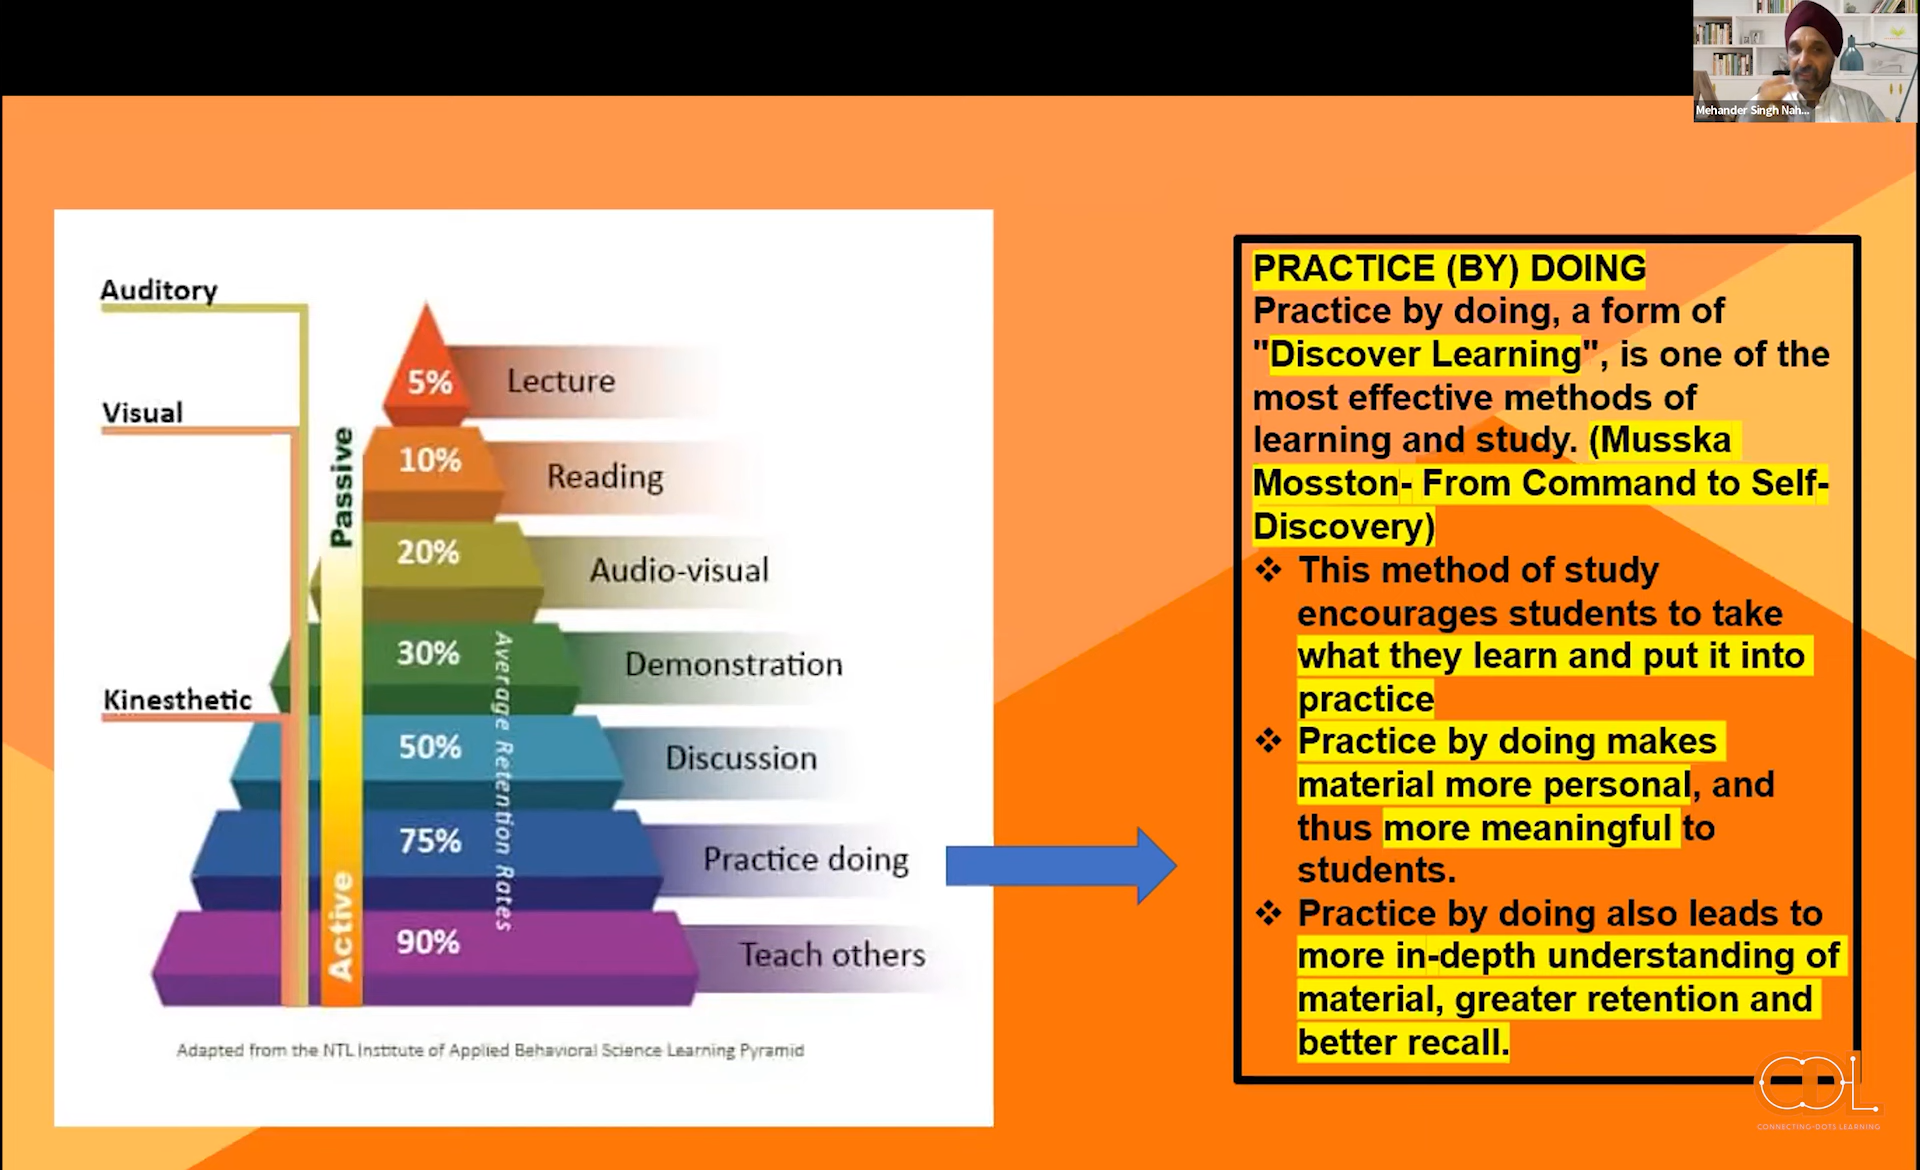 Mehander Singh Nah...
Auditory
Visual
Kinesthetic
Passive
Active
5%
Lecture
10%
Reading
20%
Audio-visual
30%
Demonstration
50%
Discussion
75%
Practice doing
90%
Teach others
Average Retention Rates
Adapted from the NTL Institute of Applied Behavioral Science Learning Pyramid
PRACTICE (BY) DOING
Practice by doing, a form of
"Discover Learning", is one of the
most effective methods of
learning and study. (Musska
Mosston- From Command to Self-
Discovery)
❖ This method of study
encourages students to take
what they learn and put it into
practice
❖ Practice by doing makes
material more personal, and
thus more meaningful to
students.
❖ Practice by doing also leads to
more in-depth understanding of
material, greater retention and
better recall.
CDL
CONNECTING-DOTS LEARNING